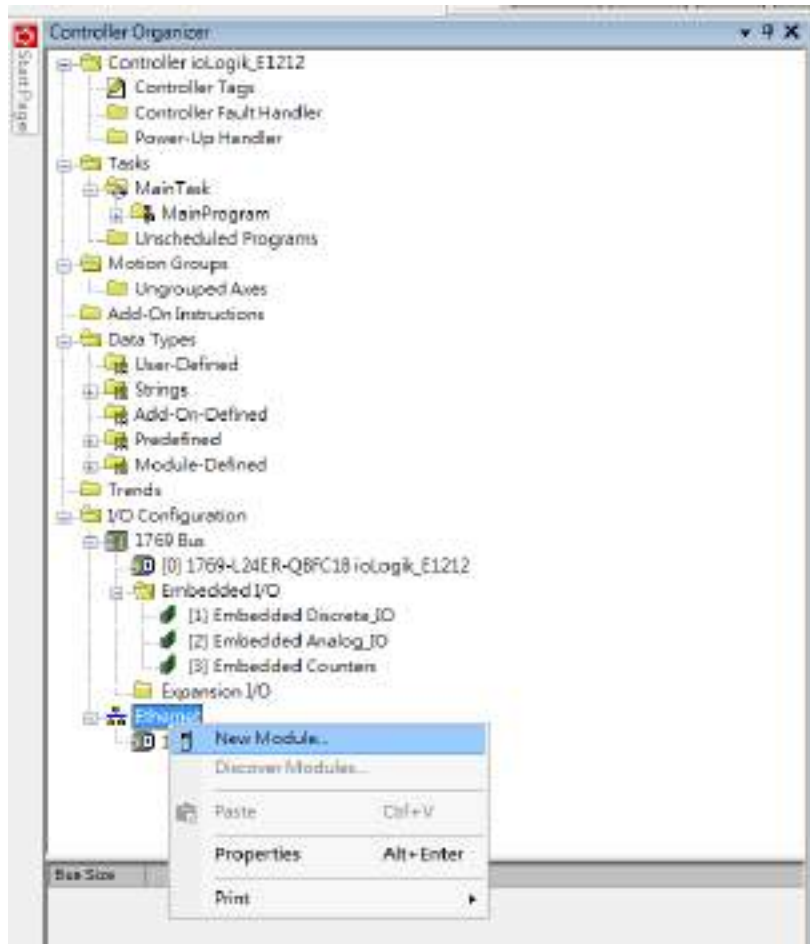 Controller Organizer
Start Page
Controller ioLogik_E1212
Controller Tags
Controller Fault Handler
Power-Up Handler
Tasks
MainTask
MainProgram
Unscheduled Programs
Motion Groups
Ungrouped Axes
Add-On Instructions
Data Types
User-Defined
Strings
Add-On-Defined
Predefined
Module-Defined
Trends
I/O Configuration
1769 Bus
[0] 1769-L24ER-QBFC18 ioLogik_E1212
Embedded I/O
[1] Embedded Discrete_IO
[2] Embedded Analog_IO
[3] Embedded Counters
Expansion I/O
Ethernet
1
New Module...
Discover Modules...
Paste Ctrl+V
Properties Alt+Enter
Print
Bus Size